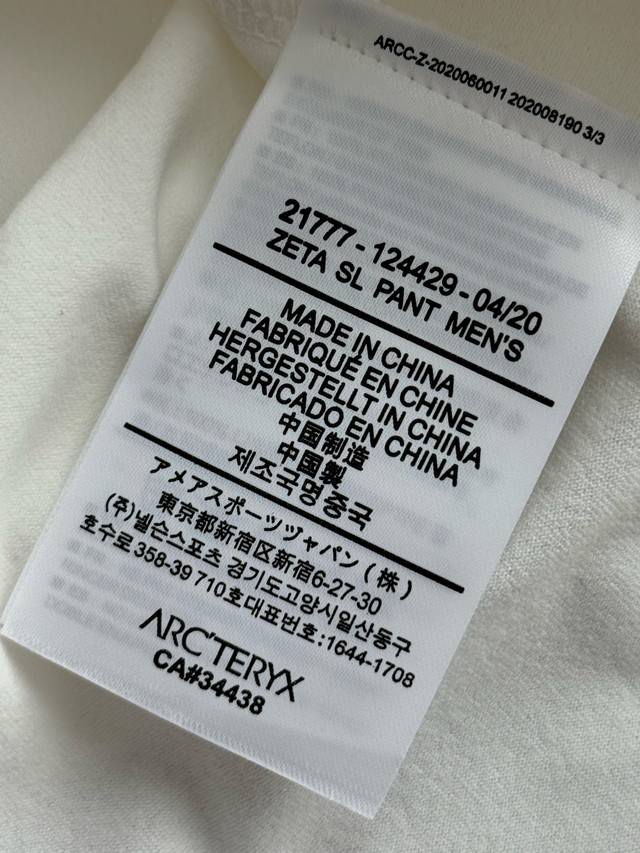 ARCC-Z-2020060011 202008190 3/3
21777 - 124429 - 04/20
ZETA SL PANT MEN'S
MADE IN CHINA
FABRIQUÉ EN CHINE
HERGESTELLT IN CHINA
FABRICADO EN CHINA
中国制造
中国製
제조국명중국
アメアスポーツジャパン (株)
東京都新宿区新宿6-27-30
(주)넬슨스포츠 경기도고양시일산동구
호수로358-39 710호대표번호:1644-1708
ARC'TERYX
CA#34438